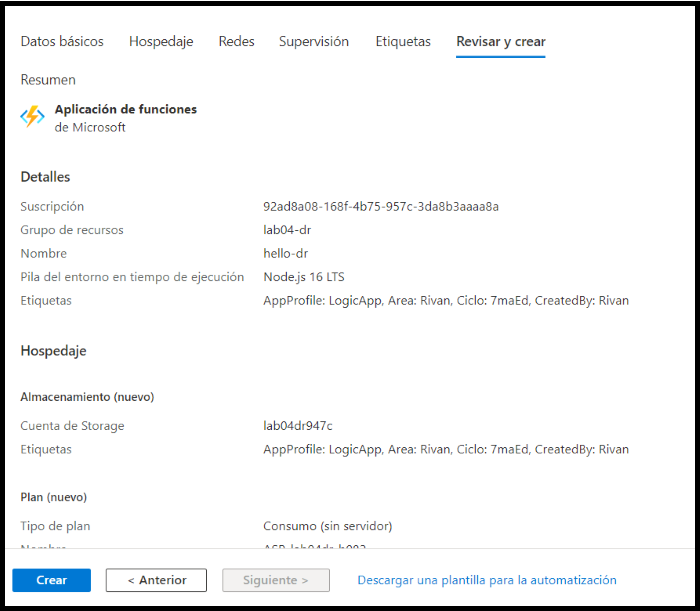 Datos básicos Hospedaje Redes Supervisión Etiquetas Revisar y crear
Resumen
Aplicación de funciones
de Microsoft
Detalles
Suscripción 92ad8a08-168f-4b75-957c-3da8b3aaaa8a
Grupo de recursos lab04-dr
Nombre hello-dr
Pila del entorno en tiempo de ejecución Node.js 16 LTS
Etiquetas AppProfile: LogicApp, Area: Rivan, Ciclo: 7maEd, CreatedBy: Rivan
Hospedaje
Almacenamiento (nuevo)
Cuenta de Storage lab04dr947c
Etiquetas AppProfile: LogicApp, Area: Rivan, Ciclo: 7maEd, CreatedBy: Rivan
Plan (nuevo)
Tipo de plan Consumo (sin servidor)
Nombre
Crear < Anterior Siguiente > Descargar una plantilla para la automatización